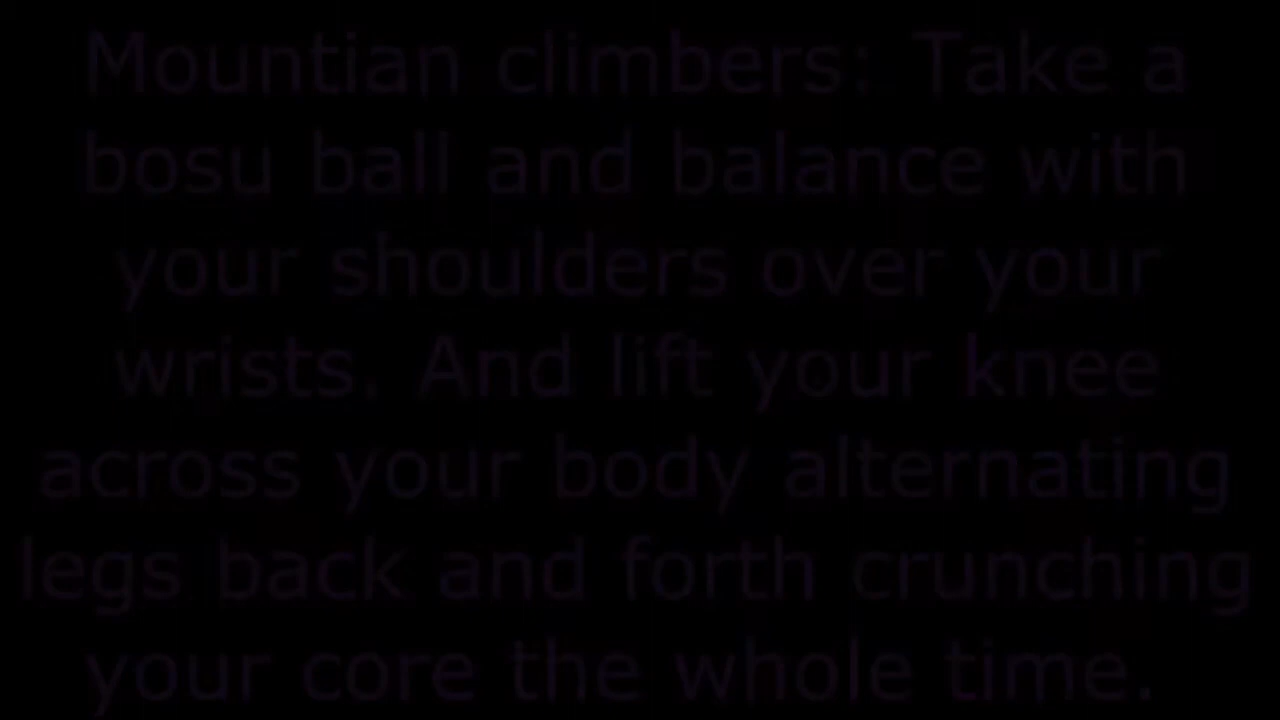 Mountian climbers: Take a
bosu ball and balance with
your shoulders over your
wrists. And lift your knee
across your body alternating
legs back and forth crunching
your core the whole time.